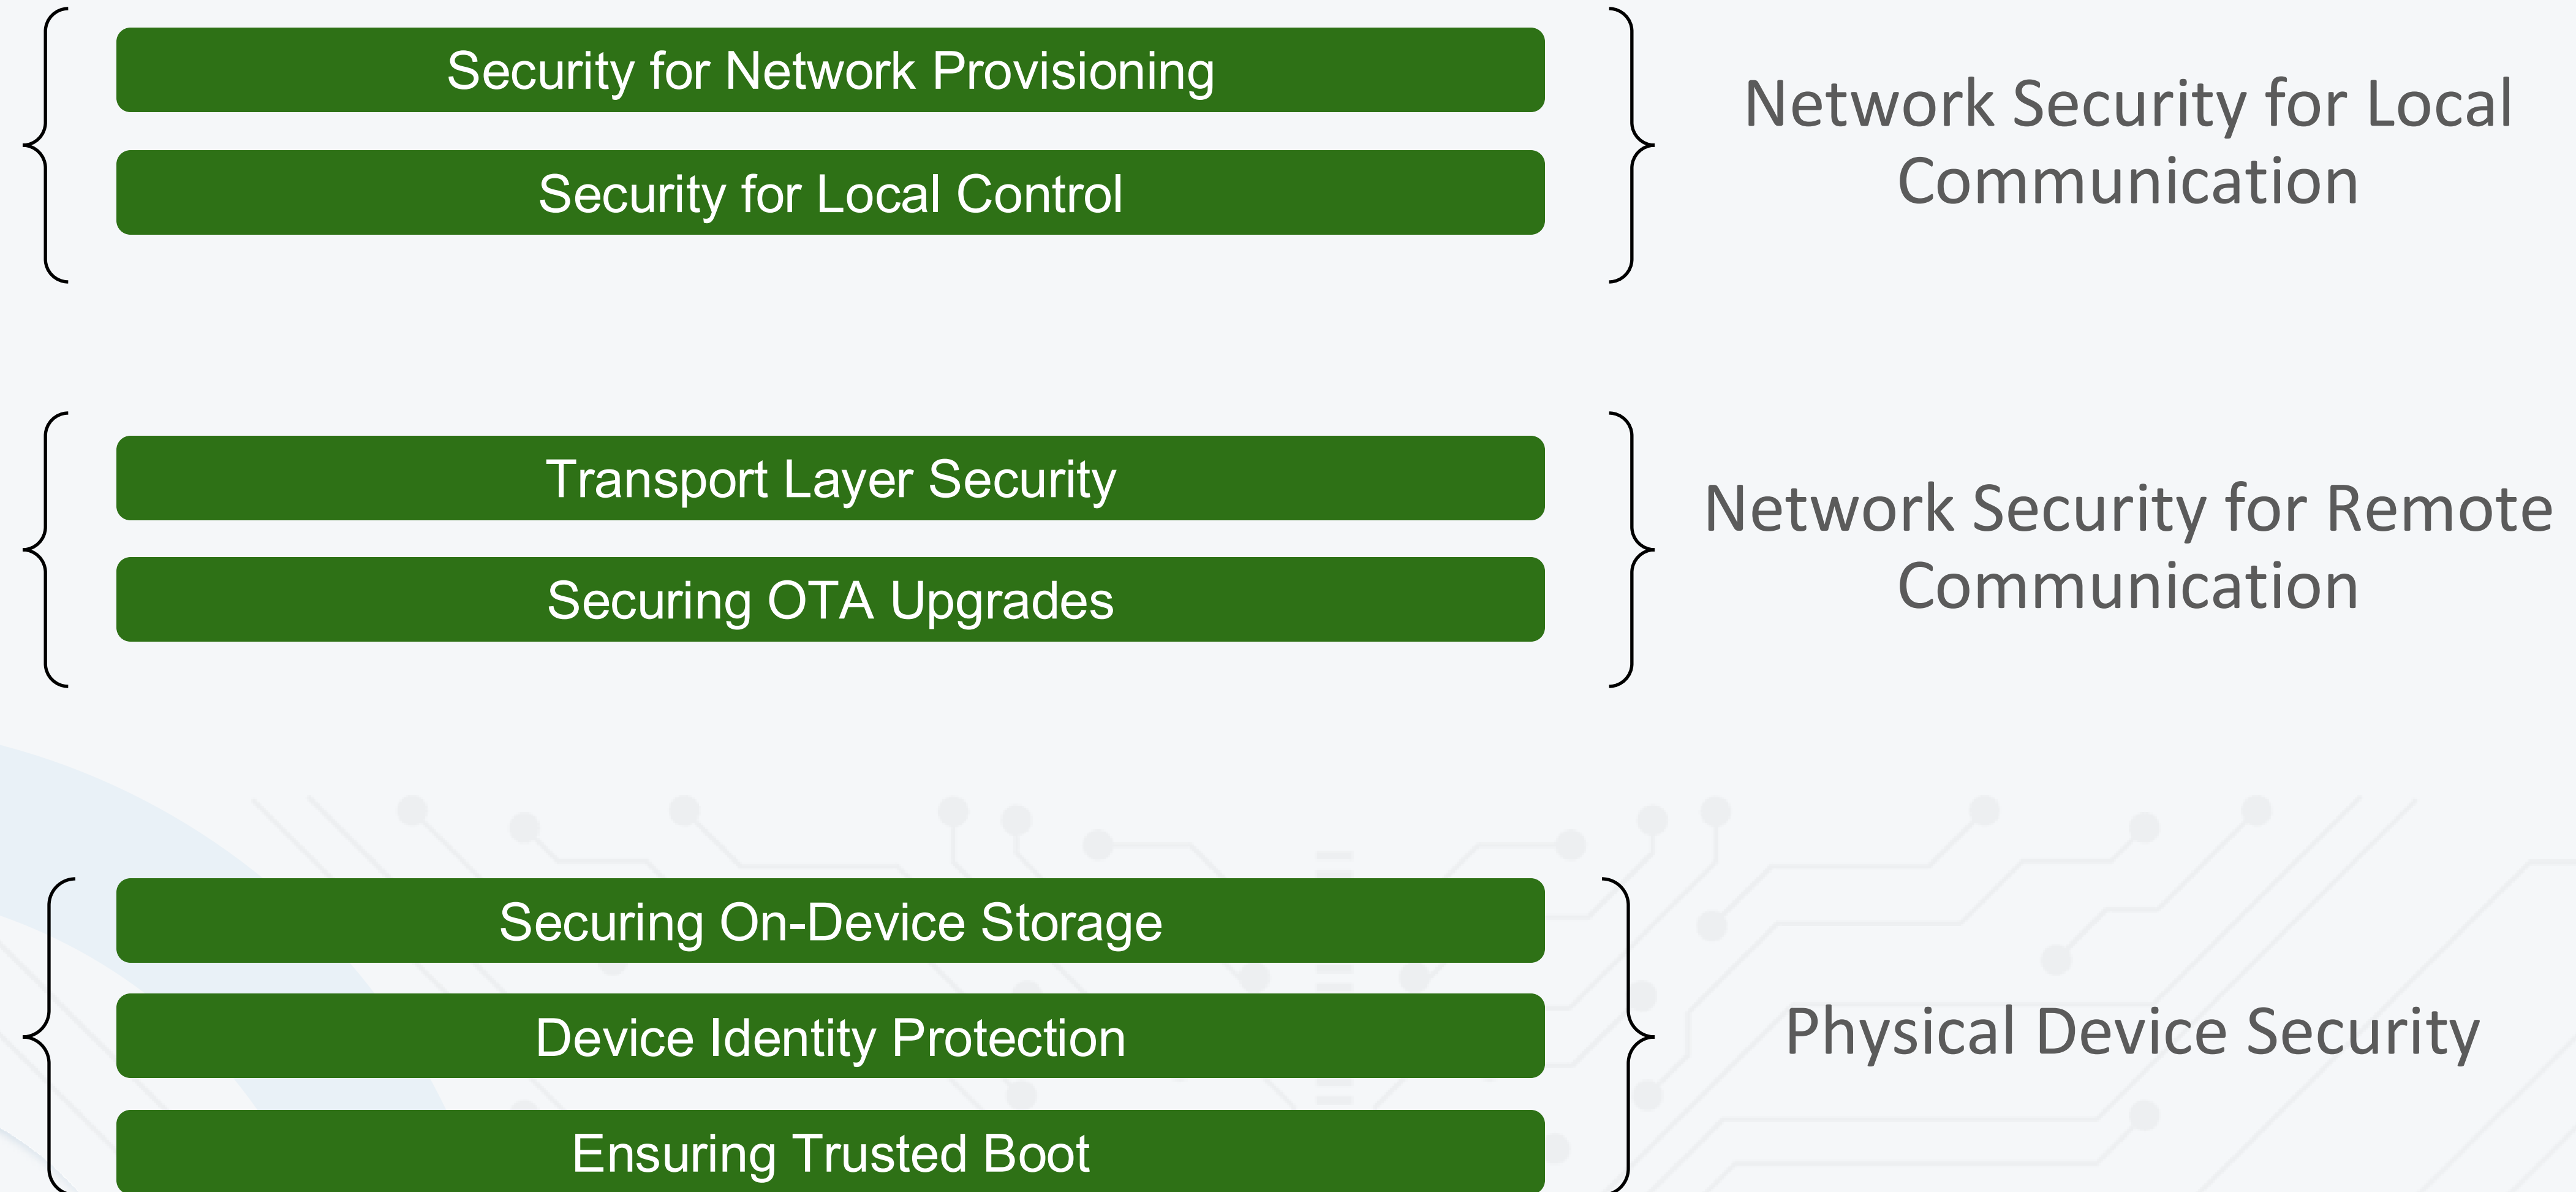 Security for Network Provisioning
Security for Local Control
Network Security for Local
Communication
Transport Layer Security
Securing OTA Upgrades
Network Security for Remote
Communication
Securing On-Device Storage
Device Identity Protection
Ensuring Trusted Boot
Physical Device Security